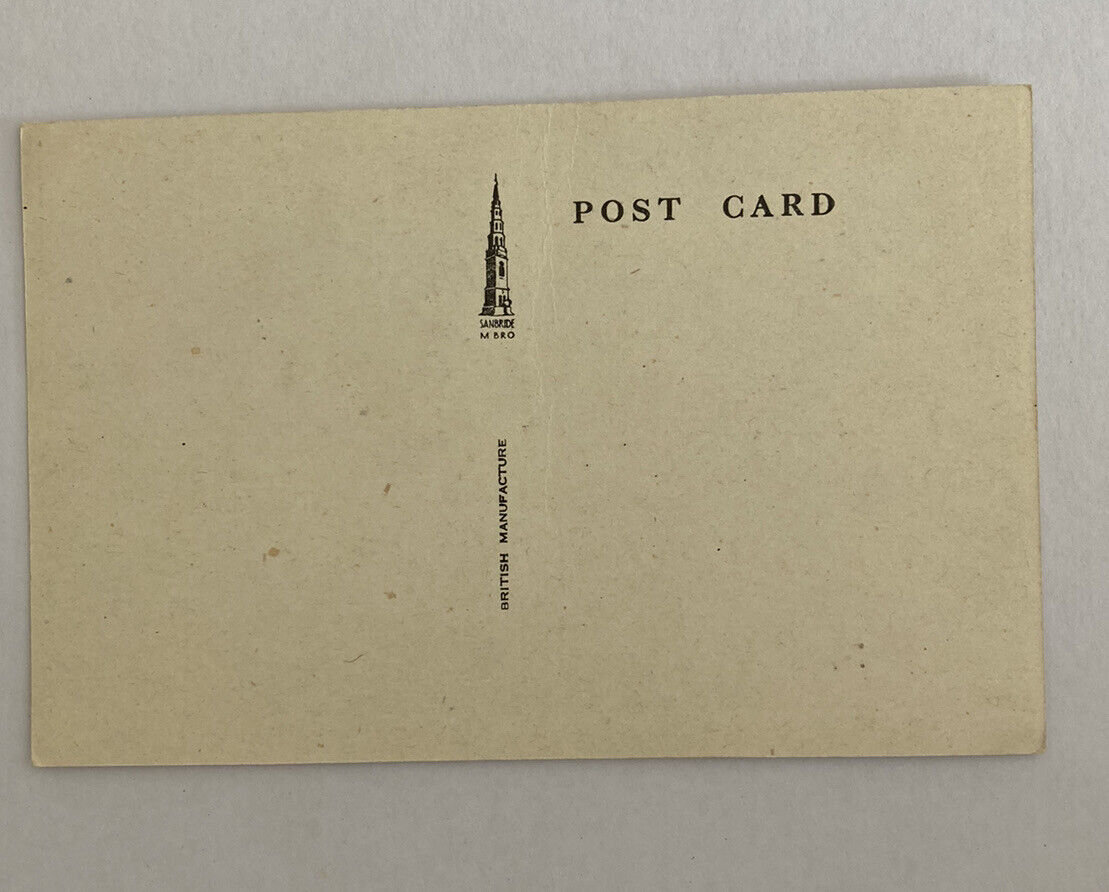 POST CARD
SANBRIDE
M BRO
BRITISH MANUFACTURE